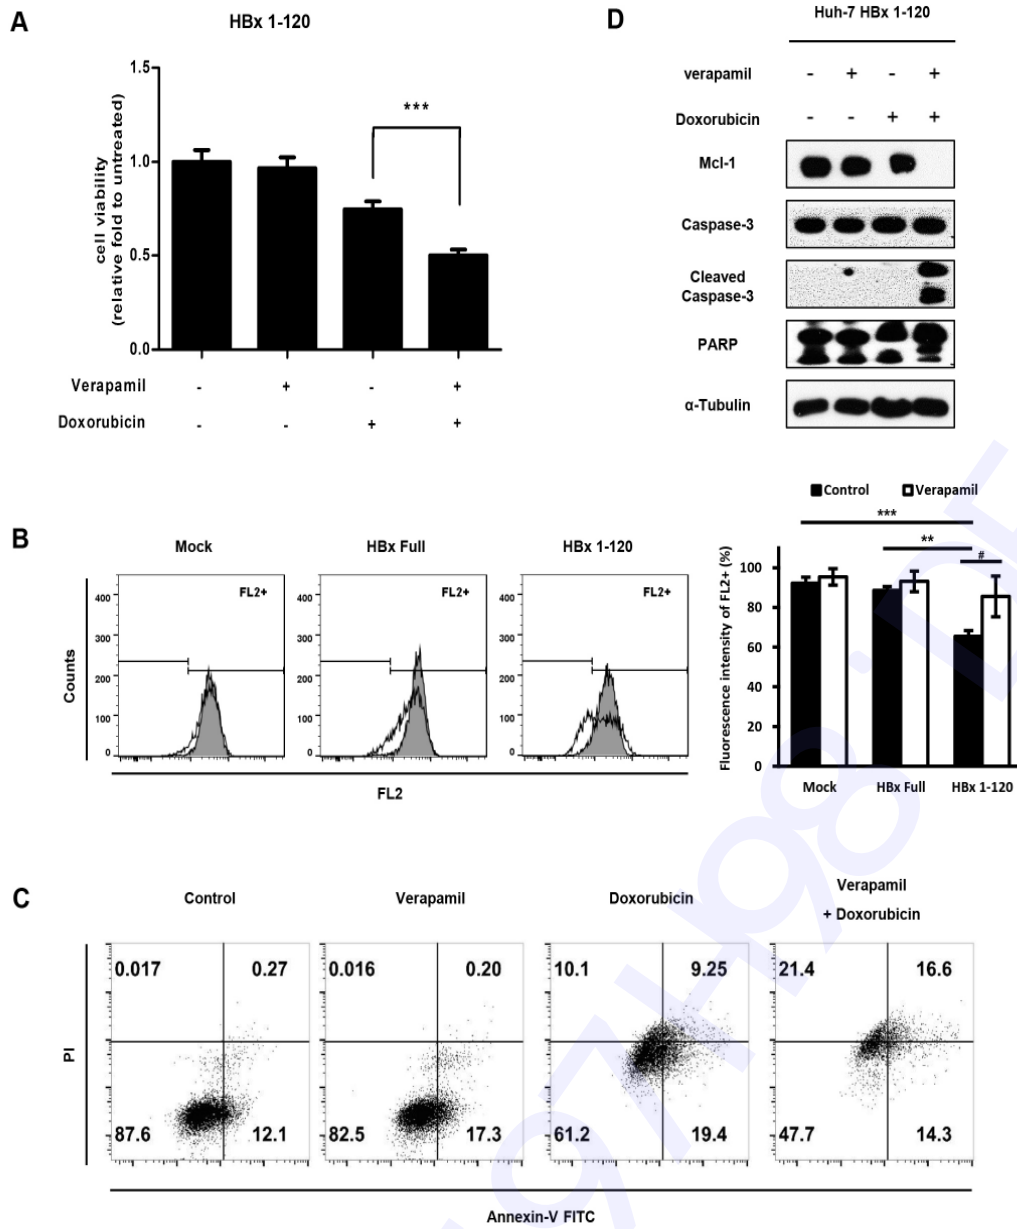 A
HBx 1-120
1.5
1.0
0.5
0.0
cell viability
(relative fold to untreated)
***
Verapamil - + - +
Doxorubicin - - + +
D
Huh-7 HBx 1-120
verapamil - + - +
Doxorubicin - - + +
Mcl-1
Caspase-3
Cleaved
Caspase-3
PARP
α-Tubulin
B
Mock
HBx Full
HBx 1-120
FL2+
FL2+
FL2+
400
300
200
100
0
400
300
200
100
0
400
300
200
100
0
Counts
FL2
Control Verapamil
***
**
#
Fluorescence intensity of FL2+ (%)
100
80
60
40
20
0
Mock HBx Full HBx 1-120
C
Control
Verapamil
Doxorubicin
Verapamil
+ Doxorubicin
0.017 0.27
87.6 12.1
0.016 0.20
82.5 17.3
10.1 9.25
61.2 19.4
21.4 16.6
47.7 14.3
PI
Annexin-V FITC